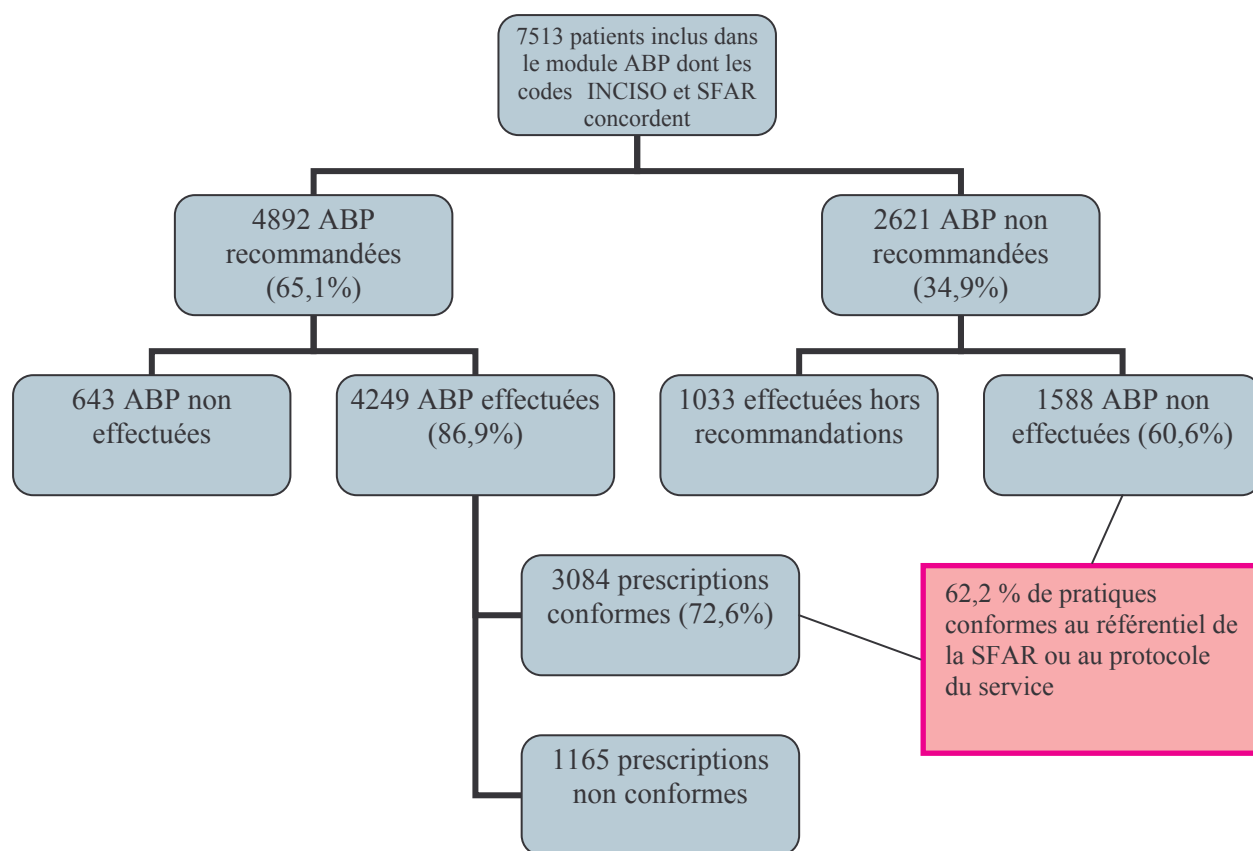 7513 patients inclus dans
le module ABP dont les
codes INCISO et SFAR
concordent
4892 ABP
recommandées
(65,1%)
2621 ABP non
recommandées
(34,9%)
643 ABP non
effectuées
4249 ABP effectuées
(86,9%)
1033 effectuées hors
recommandations
1588 ABP non
effectuées (60,6%)
3084 prescriptions
conformes (72,6%)
62,2 % de pratiques
conformes au référentiel de
la SFAR ou au protocole
du service
1165 prescriptions
non conformes